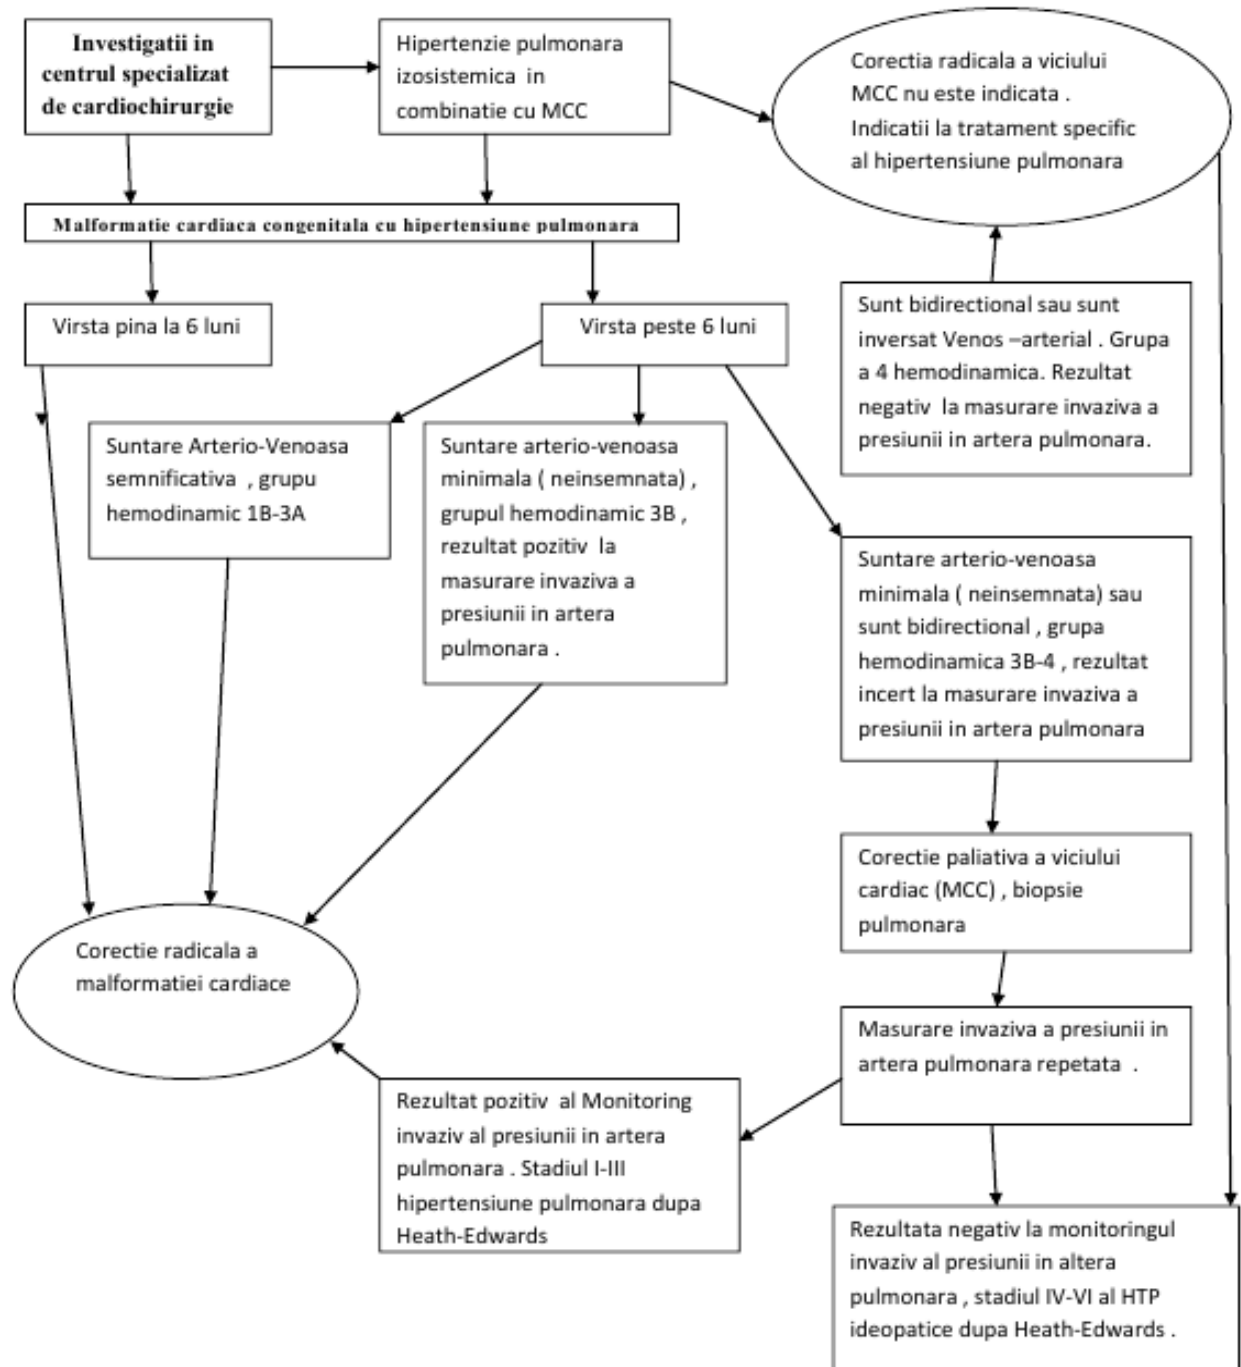 Investigatii in
centrul specializat
de cardiochirurgie
Hipertenzie pulmonara
izosistemica in
combinatie cu MCC
Corectia radicala a viciului
MCC nu este indicata .
Indicatii la tratament specific
al hipertensiune pulmonara
Malformatie cardiaca congenitala cu hipertensiune pulmonara
Virsta pina la 6 luni
Virsta peste 6 luni
Sunt bidirectional sau sunt
inversat Venos –arterial . Grupa
a 4 hemodinamica. Rezultat
negativ la masurare invaziva a
presiunii in artera pulmonara.
Suntare Arterio-Venoasa
semnificativa , grupu
hemodinamic 1B-3A
Suntare arterio-venoasa
minimala ( neinsemnata) ,
grupul hemodinamic 3B ,
rezultat pozitiv la
masurare invaziva a
presiunii in artera
pulmonara .
Suntare arterio-venoasa
minimala ( neinsemnata) sau
sunt bidirectional , grupa
hemodinamica 3B-4 , rezultat
incert la masurare invaziva a
presiunii in artera pulmonara
Corectie paliativa a viciului
cardiac (MCC) , biopsie
pulmonara
Corectie radicala a
malformatiei cardiace
Masurare invaziva a presiunii in
artera pulmonara repetata .
Rezultat pozitiv al Monitoring
invaziv al presiunii in artera
pulmonara . Stadiul I-III
hipertensiune pulmonara dupa
Heath-Edwards
Rezultata negativ la monitoringul
invaziv al presiunii in altera
pulmonara , stadiul IV-VI al HTP
ideopatice dupa Heath-Edwards .